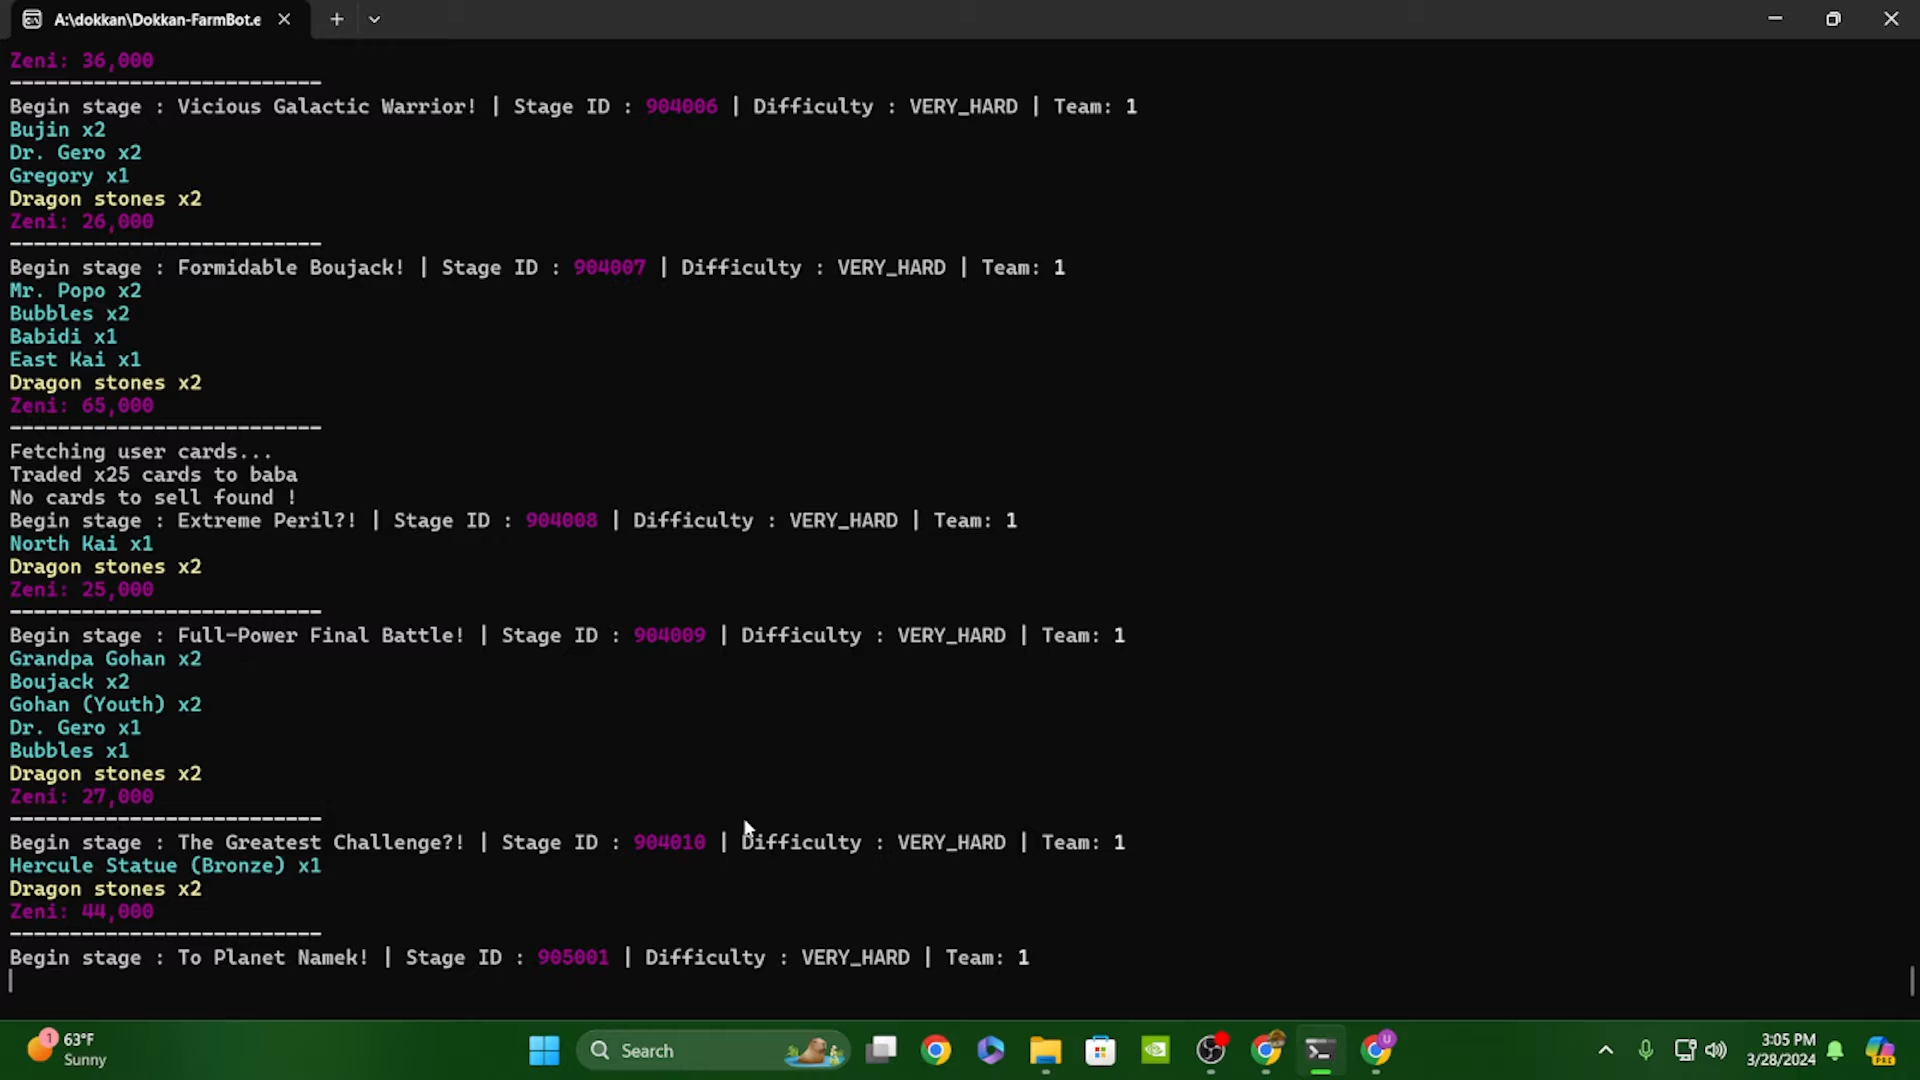 A:\dokkan\Dokkan-FarmBot.e
Zeni: 36,000
--------------------------
Begin stage : Vicious Galactic Warrior! | Stage ID : 904006 | Difficulty : VERY_HARD | Team: 1
Bujin x2
Dr. Gero x2
Gregory x1
Dragon stones x2
Zeni: 26,000
--------------------------
Begin stage : Formidable Boujack! | Stage ID : 904007 | Difficulty : VERY_HARD | Team: 1
Mr. Popo x2
Bubbles x2
Babidi x1
East Kai x1
Dragon stones x2
Zeni: 65,000
--------------------------
Fetching user cards...
Traded x25 cards to baba
No cards to sell found !
Begin stage : Extreme Peril?! | Stage ID : 904008 | Difficulty : VERY_HARD | Team: 1
North Kai x1
Dragon stones x2
Zeni: 25,000
--------------------------
Begin stage : Full-Power Final Battle! | Stage ID : 904009 | Difficulty : VERY_HARD | Team: 1
Grandpa Gohan x2
Boujack x2
Gohan (Youth) x2
Dr. Gero x1
Bubbles x1
Dragon stones x2
Zeni: 27,000
--------------------------
Begin stage : The Greatest Challenge?! | Stage ID : 904010 | Difficulty : VERY_HARD | Team: 1
Hercule Statue (Bronze) x1
Dragon stones x2
Zeni: 44,000
--------------------------
Begin stage : To Planet Namek! | Stage ID : 905001 | Difficulty : VERY_HARD | Team: 1
1
63°F
Sunny
Search
U
3:05 PM
3/28/2024
PRE